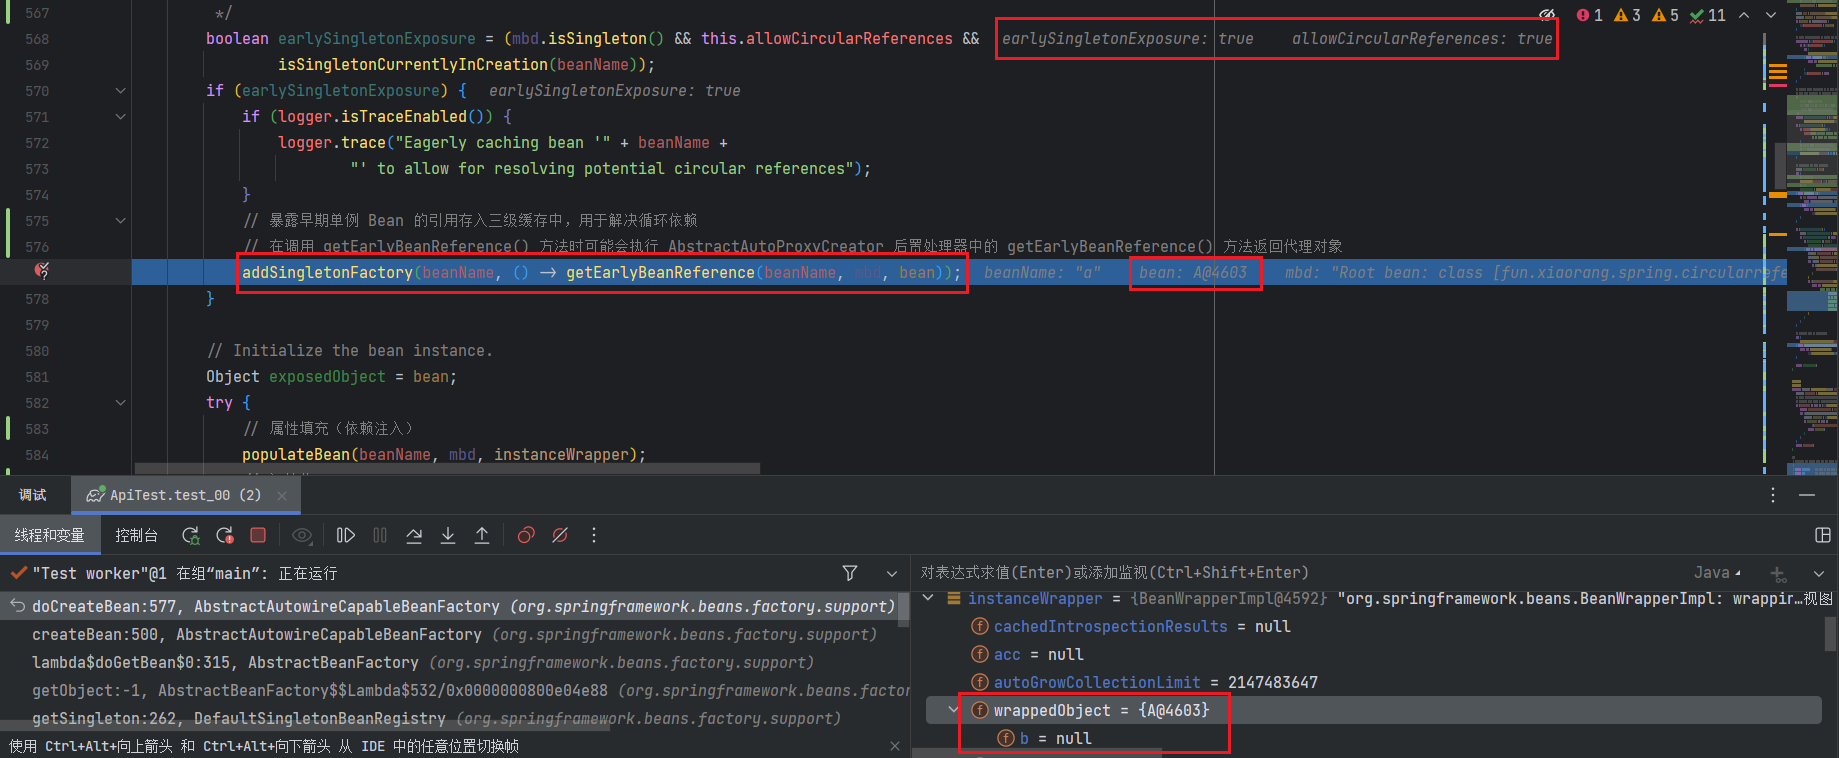 567 */
1 3 5 11
568 boolean earlySingletonExposure = (mbd.isSingleton() && this.allowCircularReferences && earlySingletonExposure: true allowCircularReferences: true
569 isSingletonCurrentlyInCreation(beanName));
570 if (earlySingletonExposure) { earlySingletonExposure: true
571 if (logger.isTraceEnabled()) {
572 logger.trace("Eagerly caching bean '" + beanName +
573 "' to allow for resolving potential circular references");
574 }
575 // 暴露早期单例 Bean 的引用存入三级缓存中，用于解决循环依赖
576 // 在调用 getEarlyBeanReference() 方法时可能会执行 AbstractAutoProxyCreator 后置处理器中的 getEarlyBeanReference() 方法返回代理对象
addSingletonFactory(beanName, () -> getEarlyBeanReference(beanName, mbd, bean)); beanName: "a" bean: A@4603 mbd: "Root bean: class [fun.xiaorang.spring.circularrefe
578 }
579
580 // Initialize the bean instance.
581 Object exposedObject = bean;
582 try {
583 // 属性填充（依赖注入）
584 populateBean(beanName, mbd, instanceWrapper);
调试 ApiTest.test_00 (2)
线程和变量 控制台
"Test worker"@1 在组“main”: 正在运行
doCreateBean:577, AbstractAutowireCapableBeanFactory (org.springframework.beans.factory.support)
createBean:500, AbstractAutowireCapableBeanFactory (org.springframework.beans.factory.support)
lambda$doGetBean$0:315, AbstractBeanFactory (org.springframework.beans.factory.support)
getObject:-1, AbstractBeanFactory$$Lambda$532/0x0000000800e04e88 (org.springframework.beans.factor
getSingleton:262, DefaultSingletonBeanRegistry (org.springframework.beans.factory.support)
使用 Ctrl+Alt+向上箭头 和 Ctrl+Alt+向下箭头 从 IDE 中的任意位置切换帧
对表达式求值(Enter)或添加监视(Ctrl+Shift+Enter) Java
instanceWrapper = {BeanWrapperImpl@4592} "org.springframework.beans.BeanWrapperImpl: wrappin…视图
cachedIntrospectionResults = null
acc = null
autoGrowCollectionLimit = 2147483647
wrappedObject = {A@4603}
b = null